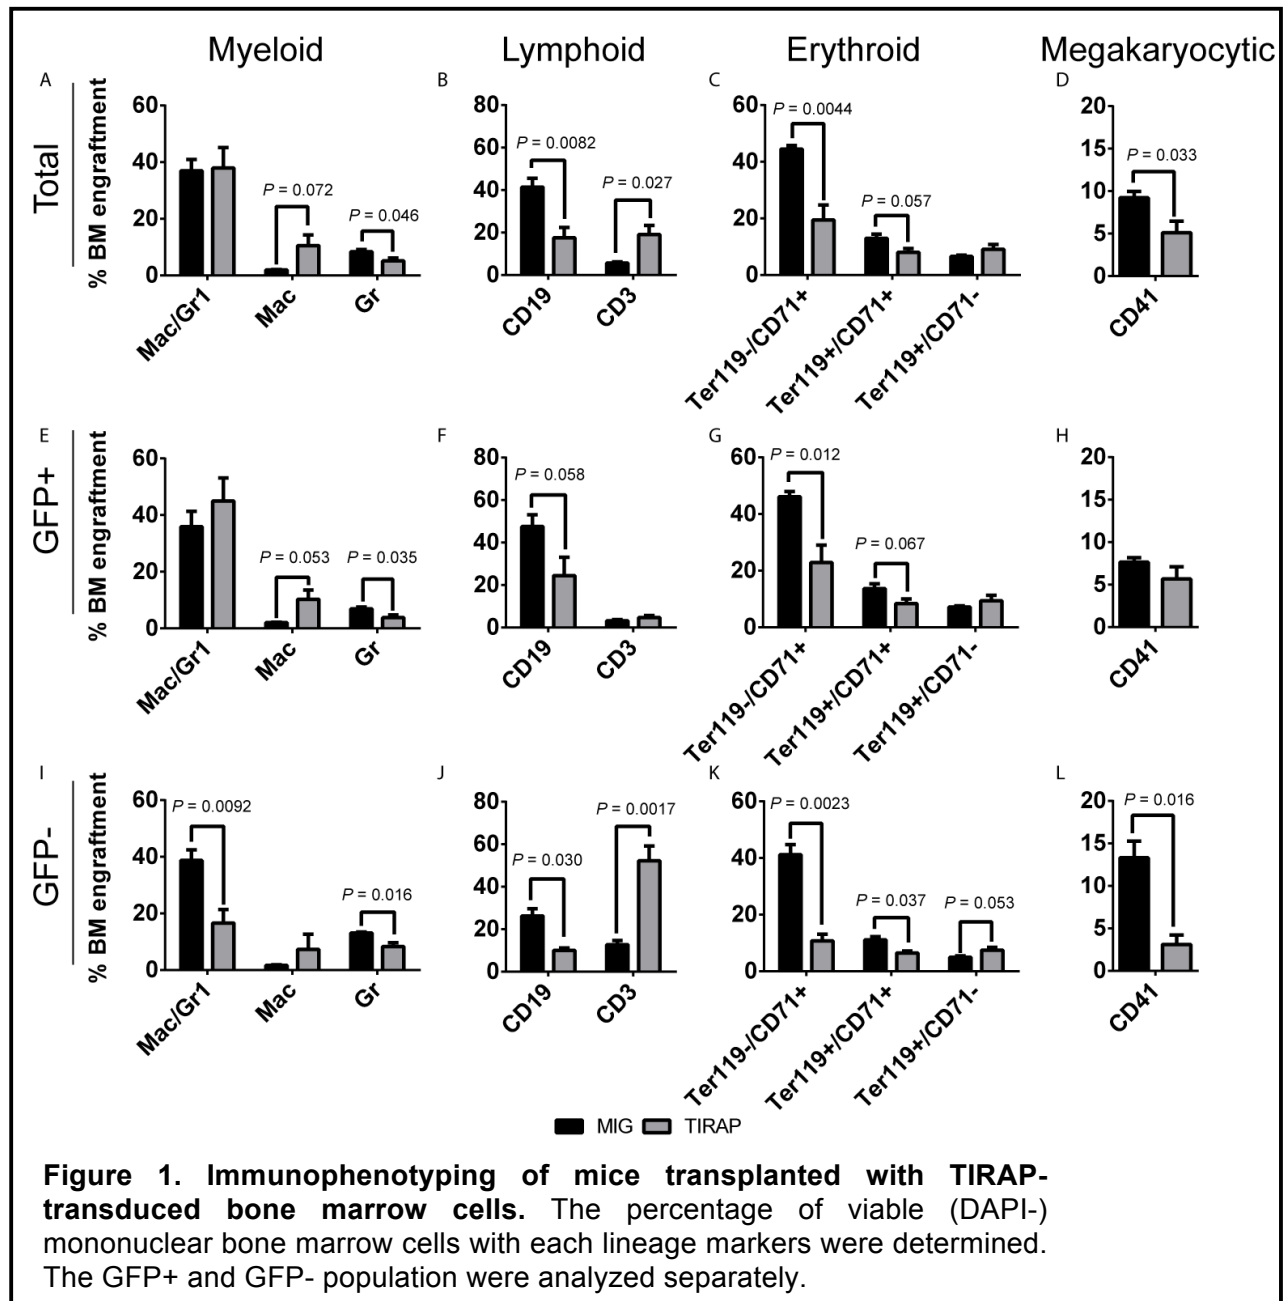 Myeloid
Lymphoid
Erythroid
Megakaryocytic
Total
A
% BM engraftment
60
40
20
0
P = 0.072
P = 0.046
Mac/Gr1
Mac
Gr
B
80
60
40
20
0
P = 0.0082
P = 0.027
CD19
CD3
C
60
40
20
0
P = 0.0044
P = 0.057
Ter119-/CD71+
Ter119+/CD71+
Ter119+/CD71-
D
20
15
10
5
0
P = 0.033
CD41
GFP+
E
% BM engraftment
60
40
20
0
P = 0.053
P = 0.035
Mac/Gr1
Mac
Gr
F
80
60
40
20
0
P = 0.058
CD19
CD3
G
60
40
20
0
P = 0.012
P = 0.067
Ter119-/CD71+
Ter119+/CD71+
Ter119+/CD71-
H
20
15
10
5
0
CD41
GFP-
I
% BM engraftment
60
40
20
0
P = 0.0092
P = 0.016
Mac/Gr1
Mac
Gr
J
80
60
40
20
0
P = 0.030
P = 0.0017
CD19
CD3
K
60
40
20
0
P = 0.0023
P = 0.037
P = 0.053
Ter119-/CD71+
Ter119+/CD71+
Ter119+/CD71-
L
20
15
10
5
0
P = 0.016
CD41
MIG TIRAP
Figure 1. Immunophenotyping of mice transplanted with TIRAP-
transduced bone marrow cells. The percentage of viable (DAPI-)
mononuclear bone marrow cells with each lineage markers were determined.
The GFP+ and GFP- population were analyzed separately.